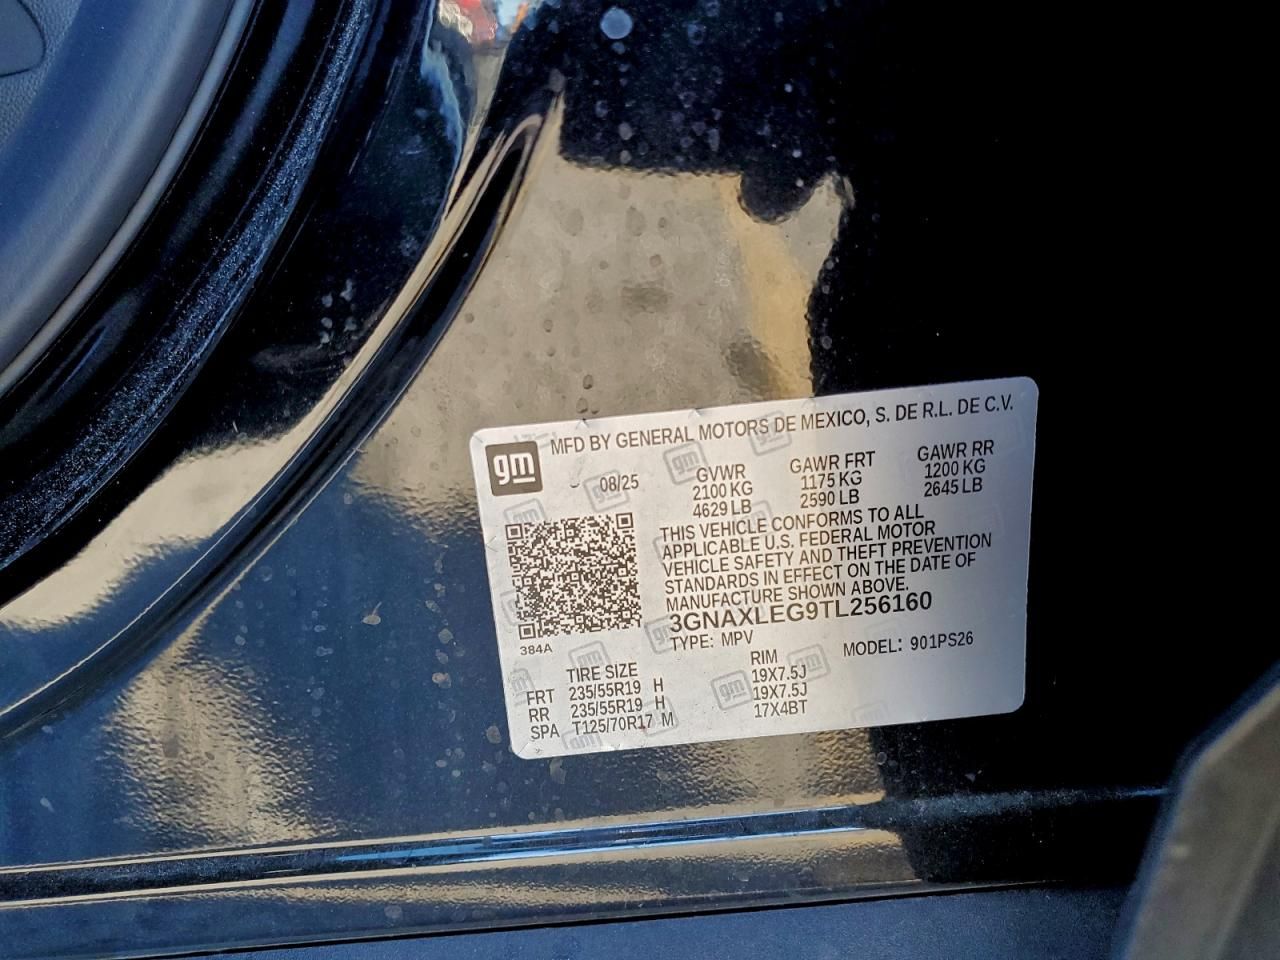 gm MFD BY GENERAL MOTORS DE MEXICO, S. DE R.L. DE C.V.
08/25 GVWR GAWR FRT GAWR RR
2100 KG 1175 KG 1200 KG
4629 LB 2590 LB 2645 LB
THIS VEHICLE CONFORMS TO ALL
APPLICABLE U.S. FEDERAL MOTOR
VEHICLE SAFETY AND THEFT PREVENTION
STANDARDS IN EFFECT ON THE DATE OF
MANUFACTURE SHOWN ABOVE.
3GNAXLEG9TL256160
384A TYPE: MPV MODEL: 901PS26
TIRE SIZE RIM
FRT 235/55R19 H 19X7.5J
RR 235/55R19 H 19X7.5J
SPA T125/70R17 M 17X4BT